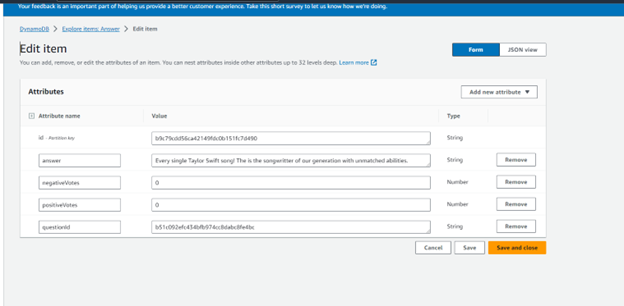 Your feedback is an important part of helping us provide a better customer experience. Take this short survey to let us know how we're doing.
DynamoDB > Explore items: Answer > Edit item
Edit item
Form JSON view
You can add, remove, or edit the attributes of an item. You can nest attributes inside other attributes up to 32 levels deep. Learn more
Attributes
Add new attribute
Attribute name Value Type
id - Partition key b9c79cdd56ca42149fdc0b151fc7d490 String
answer Every single Taylor Swift song! The is the songwritter of our generation with unmatched abilities. String Remove
negativeVotes 0 Number Remove
positiveVotes 0 Number Remove
questionId b51c092efc434bfb974cc8dabc8fe4bc String Remove
Cancel Save Save and close